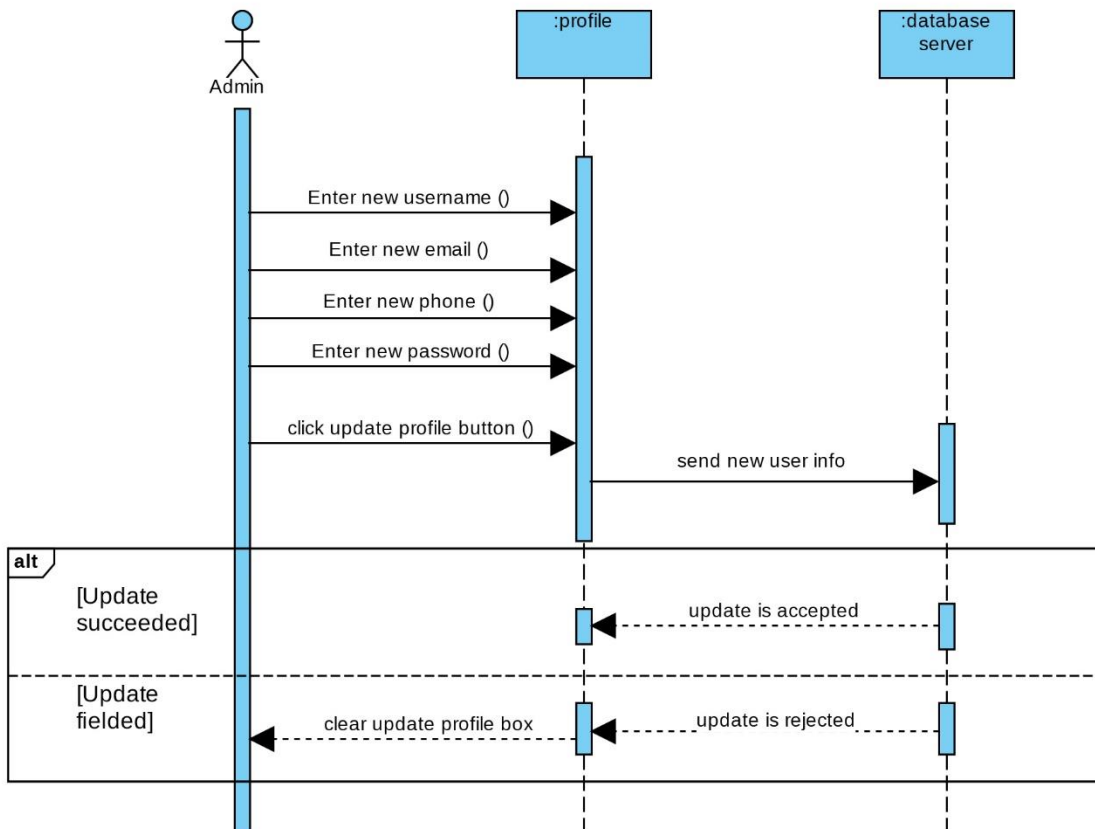 :profile
:database
server
Admin
Enter new username ()
Enter new email ()
Enter new phone ()
Enter new password ()
click update profile button ()
send new user info
alt
[Update
succeeded]
update is accepted
[Update
fielded]
clear update profile box
update is rejected